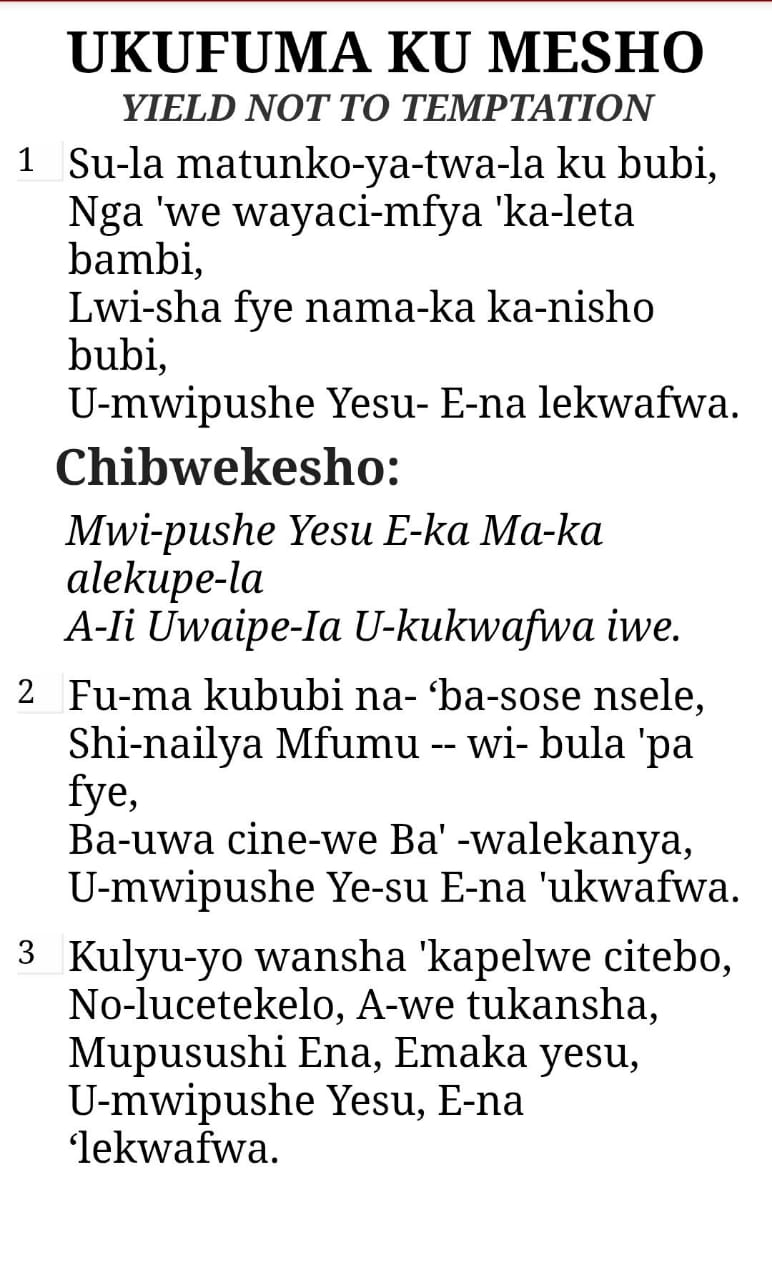 UKUFUMA KU MESHO
YIELD NOT TO TEMPTATION
1 Su-la matunko-ya-twa-la ku bubi,
Nga 'we wayaci-mfya 'ka-leta
bambi,
Lwi-sha fye nama-ka ka-nisho
bubi,
U-mwipushe Yesu- E-na lekwafwa.
Chibwekesho:
Mwi-pushe Yesu E-ka Ma-ka
alekupe-la
A-Ii Uwaipe-Ia U-kukwafwa iwe.
2 Fu-ma kububi na- ‘ba-sose nsele,
Shi-nailya Mfumu -- wi- bula 'pa
fye,
Ba-uwa cine-we Ba' -walekanya,
U-mwipushe Ye-su E-na 'ukwafwa.
3 Kulyu-yo wansha 'kapelwe citebo,
No-lucetekelo, A-we tukansha,
Mupusushi Ena, Emaka yesu,
U-mwipushe Yesu, E-na
‘lekwafwa.